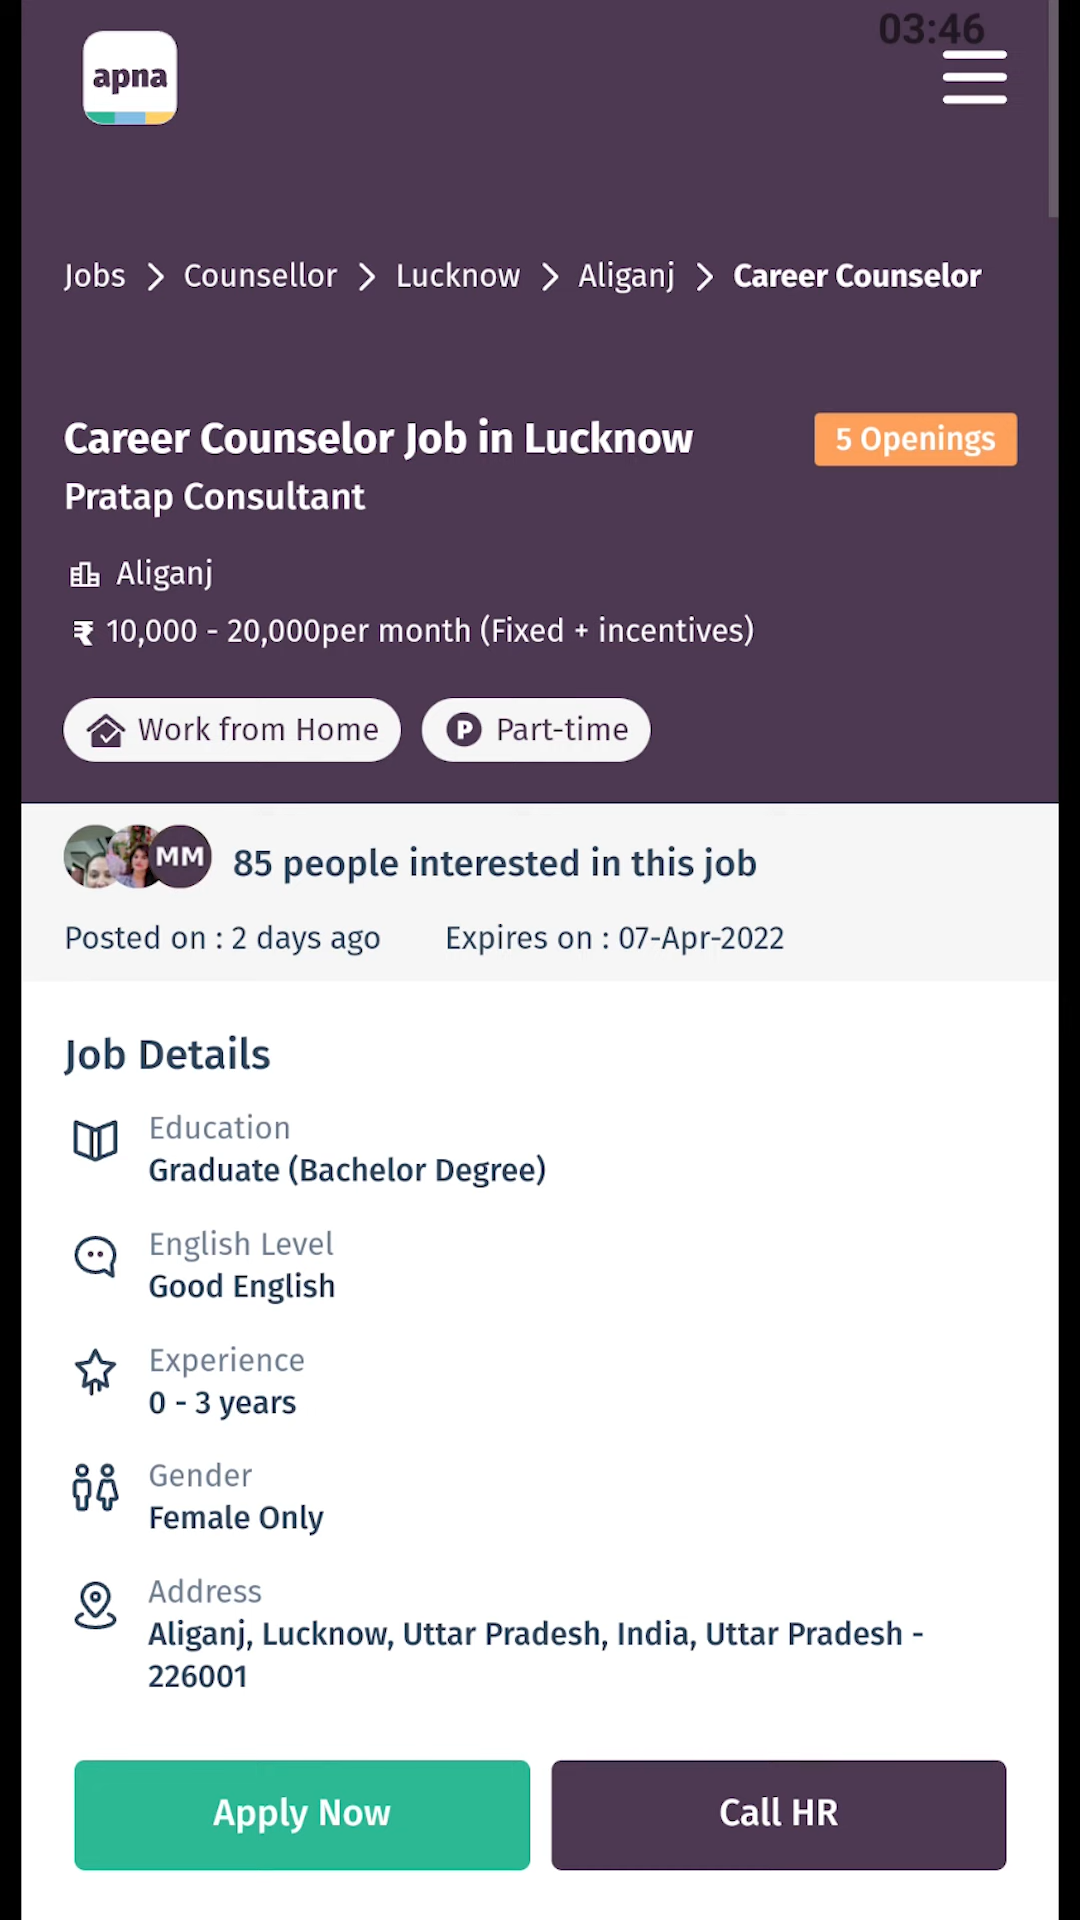 03:46
apna
Jobs > Counsellor > Lucknow > Aliganj > Career Counselor
Career Counselor Job in Lucknow
5 Openings
Pratap Consultant
Aliganj
₹ 10,000 - 20,000per month (Fixed + incentives)
Work from Home
P Part-time
MM
85 people interested in this job
Posted on : 2 days ago
Expires on : 07-Apr-2022
Job Details
Education
Graduate (Bachelor Degree)
English Level
Good English
Experience
0 - 3 years
Gender
Female Only
Address
Aliganj, Lucknow, Uttar Pradesh, India, Uttar Pradesh -
226001
Apply Now
Call HR